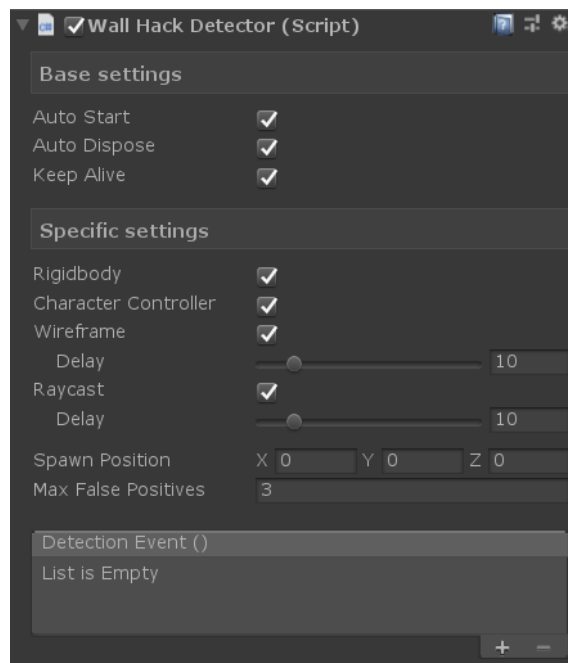 Wall Hack Detector (Script)
Base settings
Auto Start
Auto Dispose
Keep Alive
Specific settings
Rigidbody
Character Controller
Wireframe
Delay 10
Raycast
Delay 10
Spawn Position X 0 Y 0 Z 0
Max False Positives 3
Detection Event ()
List is Empty
+ −